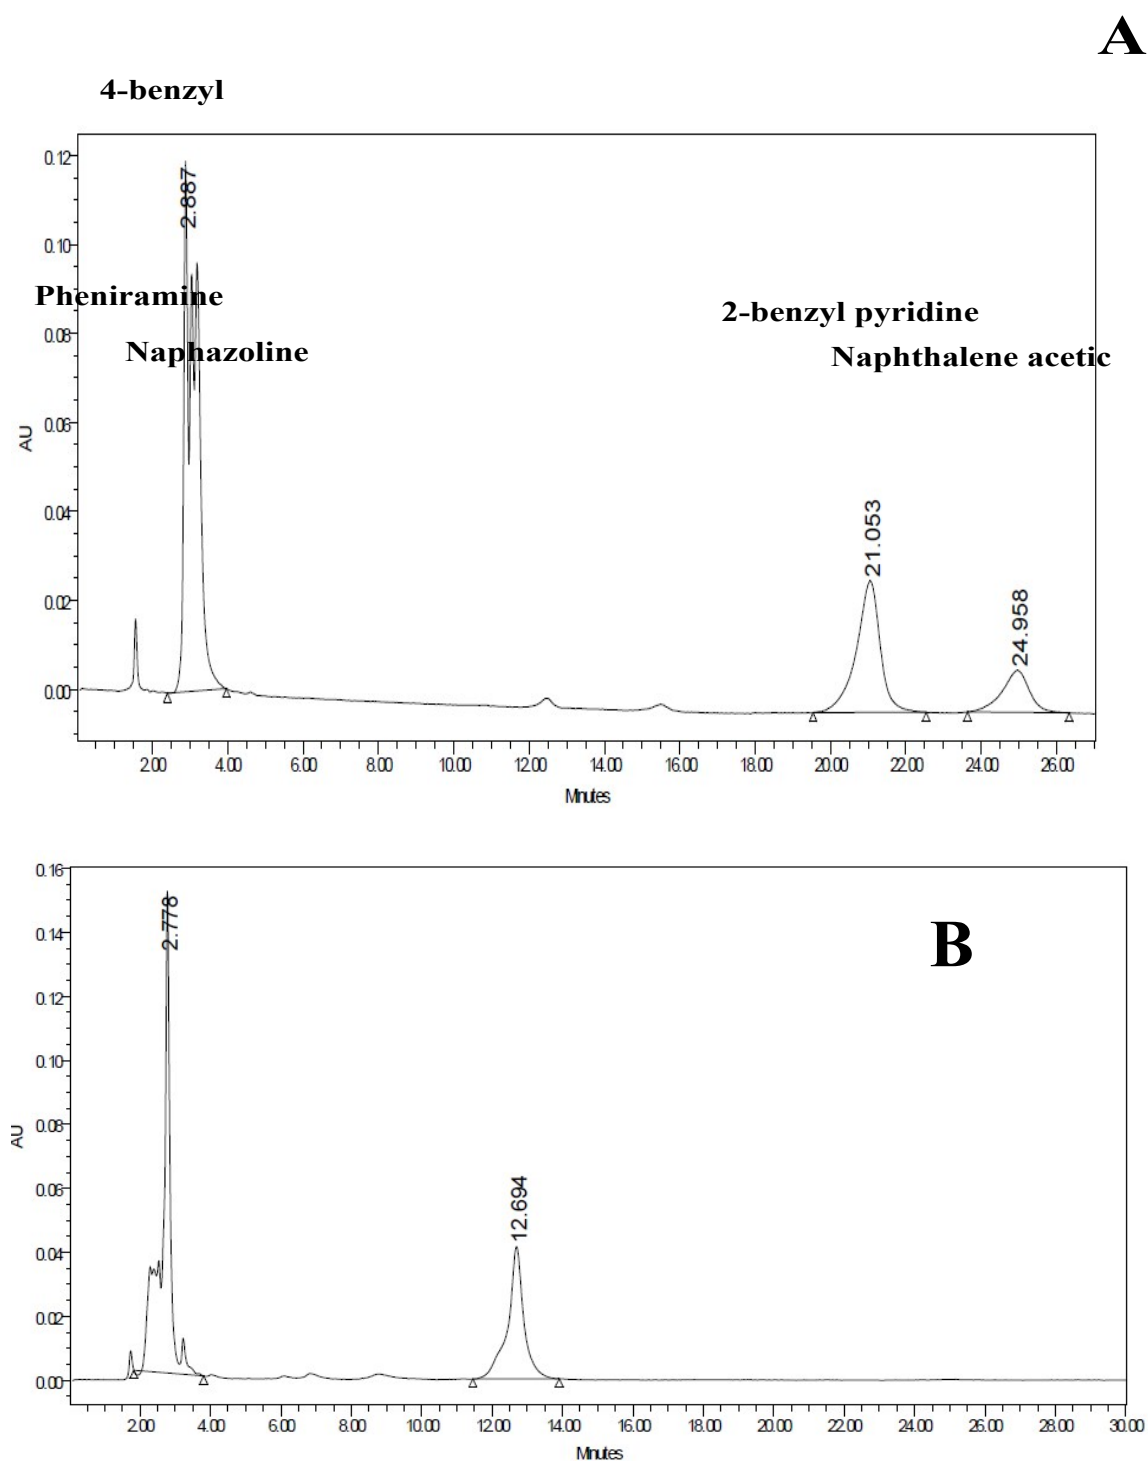 A
4-benzyl
0.12
2.887
0.10
Pheniramine
2-benzyl pyridine
0.08
Naphazoline
Naphthalene acetic
0.06
AU
0.04
21.053
0.02
24.958
0.00
2.00 4.00 6.00 8.00 10.00 12.00 14.00 16.00 18.00 20.00 22.00 24.00 26.00
Minutes
0.16
2.778
B
0.14
0.12
0.10
0.08
AU
0.06
12.694
0.04
0.02
0.00
2.00 4.00 6.00 8.00 10.00 12.00 14.00 16.00 18.00 20.00 22.00 24.00 26.00 28.00 30.00
Minutes